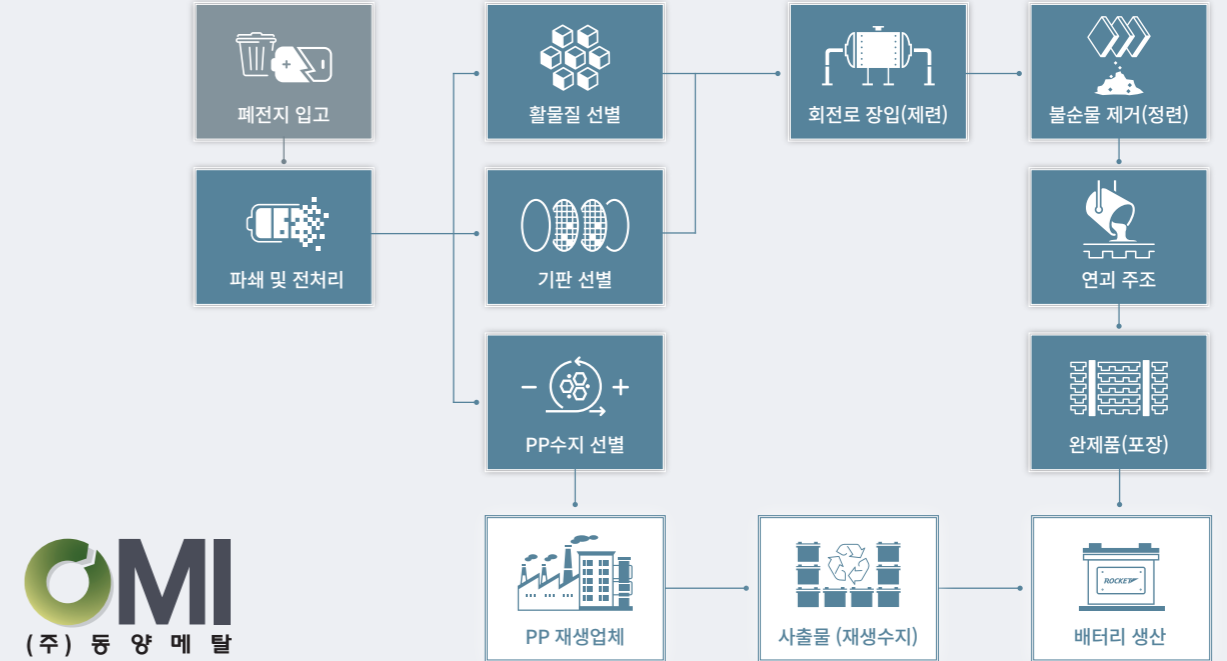 폐전지 입고
활물질 선별
회전로 장입(제련)
불순물 제거(정련)
파쇄 및 전처리
기판 선별
연괴 주조
PP수지 선별
완제품(포장)
PP 재생업체
사출물 (재생수지)
ROCKET
배터리 생산
OMI
(주) 동 양 메 탈